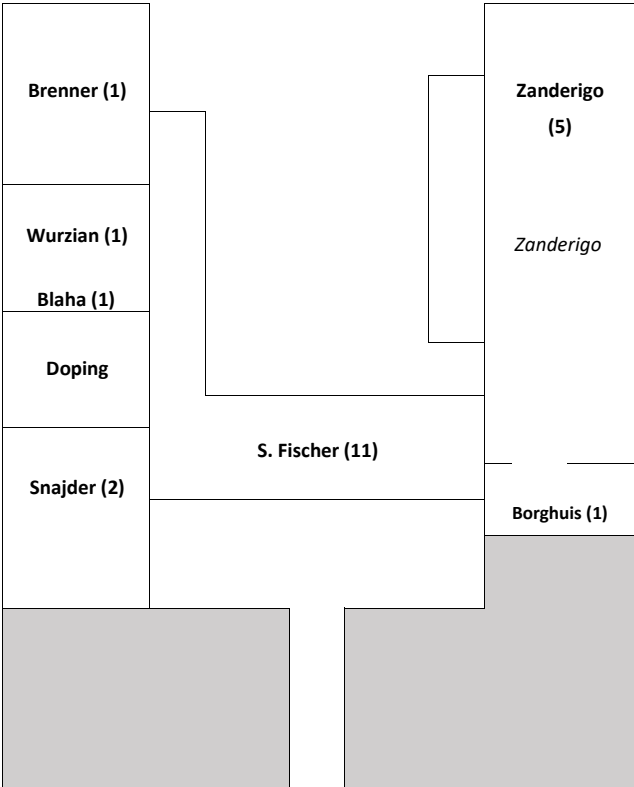 Brenner (1)
Wurzian (1)
Blaha (1)
Doping
Snajder (2)
S. Fischer (11)
Zanderigo
(5)
Zanderigo
Borghuis (1)